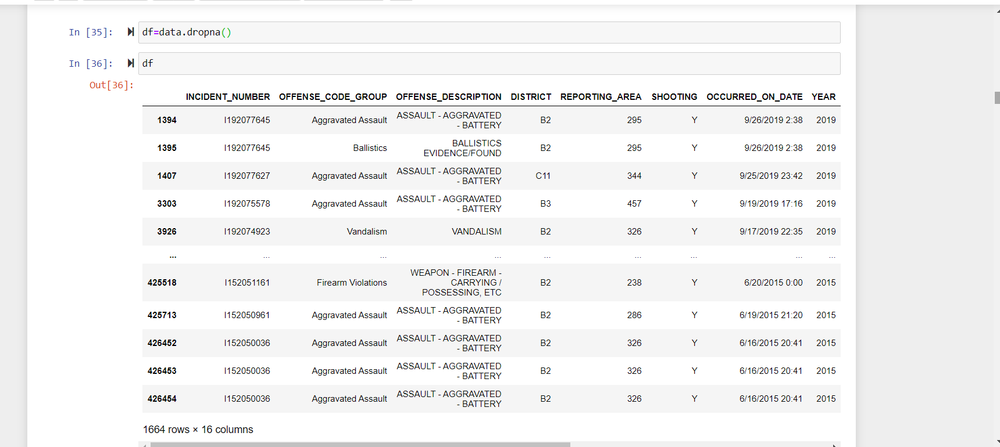 In [35]: df=data.dropna()
In [36]: df
Out[36]:
INCIDENT_NUMBER OFFENSE_CODE_GROUP OFFENSE_DESCRIPTION DISTRICT REPORTING_AREA SHOOTING OCCURRED_ON_DATE YEAR
1394 I192077645 Aggravated Assault ASSAULT - AGGRAVATED
- BATTERY B2 295 Y 9/26/2019 2:38 2019
1395 I192077645 Ballistics BALLISTICS
EVIDENCE/FOUND B2 295 Y 9/26/2019 2:38 2019
1407 I192077627 Aggravated Assault ASSAULT - AGGRAVATED
- BATTERY C11 344 Y 9/25/2019 23:42 2019
3303 I192075578 Aggravated Assault ASSAULT - AGGRAVATED
- BATTERY B3 457 Y 9/19/2019 17:16 2019
3926 I192074923 Vandalism VANDALISM B2 326 Y 9/17/2019 22:35 2019
... ... ... ... ... ... ... ... ...
425518 I152051161 Firearm Violations WEAPON - FIREARM -
CARRYING /
POSSESSING, ETC B2 238 Y 6/20/2015 0:00 2015
425713 I152050961 Aggravated Assault ASSAULT - AGGRAVATED
- BATTERY B2 286 Y 6/19/2015 21:20 2015
426452 I152050036 Aggravated Assault ASSAULT - AGGRAVATED
- BATTERY B2 326 Y 6/16/2015 20:41 2015
426453 I152050036 Aggravated Assault ASSAULT - AGGRAVATED
- BATTERY B2 326 Y 6/16/2015 20:41 2015
426454 I152050036 Aggravated Assault ASSAULT - AGGRAVATED
- BATTERY B2 326 Y 6/16/2015 20:41 2015
1664 rows × 16 columns